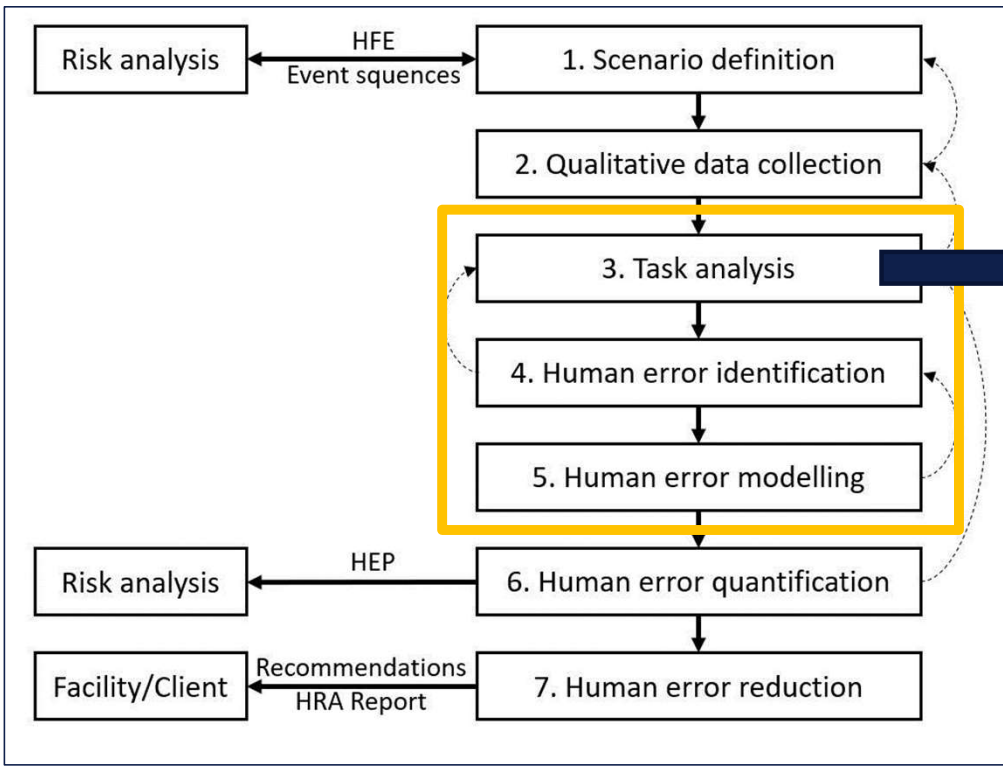 Risk analysis
HFE
Event squences
1. Scenario definition
2. Qualitative data collection
3. Task analysis
4. Human error identification
5. Human error modelling
Risk analysis
HEP
6. Human error quantification
Facility/Client
Recommendations
HRA Report
7. Human error reduction